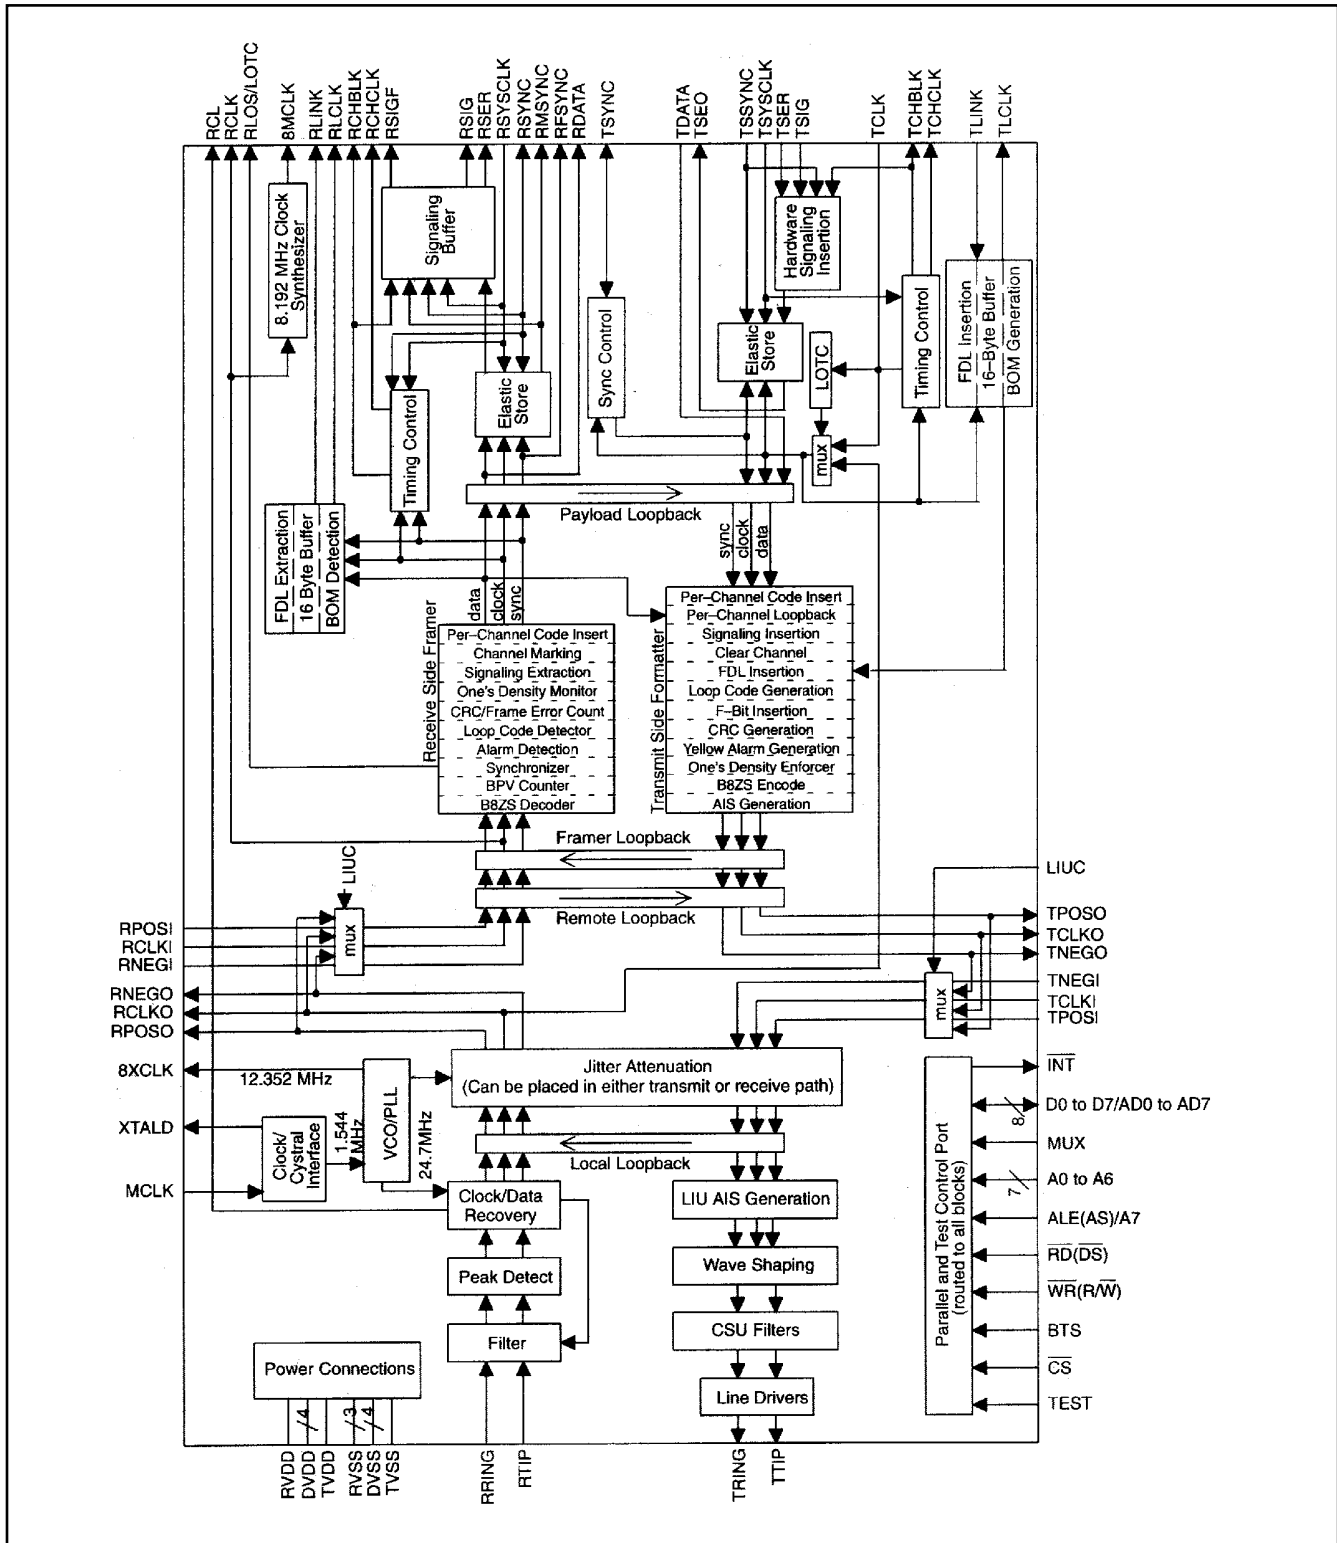 RCL
RCLK
RLOS/LOTC
8MCLK
RLINK
RLCLK
RCHBLK
RCHCLK
RSIGF
RSIG
RSER
RSYSCLK
RSYNC
RMSYNC
RFSYNC
RDATA
TSYNC
TDATA
TSEO
TSSYNC
TSYSCLK
TSER
TSIG
TCLK
TCHBLK
TCHCLK
TLINK
TLCLK
8.192 MHz Clock
Synthesizer
Signaling
Buffer
Hardware
Signaling
Insertion
Sync Control
Elastic
Store
LOTC
Timing Control
FDL Insertion
16–Byte Buffer
BOM Generation
Timing Control
Elastic
Store
mux
Payload Loopback
FDL Extraction
16 Byte Buffer
BOM Detection
data
clock
sync
sync
clock
data
Receive Side Framer
Per–Channel Code Insert
Channel Marking
Signaling Extraction
One's Density Monitor
CRC/Frame Error Count
Loop Code Detector
Alarm Detection
Synchronizer
BPV Counter
B8ZS Decoder
Transmit Side Formatter
Per–Channel Code Insert
Per–Channel Loopback
Signaling Insertion
Clear Channel
FDL Insertion
Loop Code Generation
F–Bit Insertion
CRC Generation
Yellow Alarm Generation
One's Density Enforcer
B8ZS Encode
AIS Generation
Framer Loopback
Remote Loopback
LIUC
mux
RPOSI
RCLKI
RNEGI
RNEGO
RCLKO
RPOSO
LIUC
TPOSO
TCLKO
TNEGO
TNEGI
TCLKI
TPOSI
mux
8XCLK
12.352 MHz
XTALD
MCLK
Clock/
Cystral
Interface
1.544
MHz
VCO/PLL
24.7MHz
Jitter Attenuation
(Can be placed in either transmit or receive path)
Local Loopback
Clock/Data
Recovery
LIU AIS Generation
Peak Detect
Wave Shaping
Filter
CSU Filters
Line Drivers
Power Connections
4
3
4
RVDD
DVDD
TVDD
RVSS
DVSS
TVSS
RRING
RTIP
TRING
TTIP
Parallel and Test Control Port
(routed to all blocks)
INT
8
D0 to D7/AD0 to AD7
MUX
7
A0 to A6
ALE(AS)/A7
RD(DS)
WR(R/W)
BTS
CS
TEST